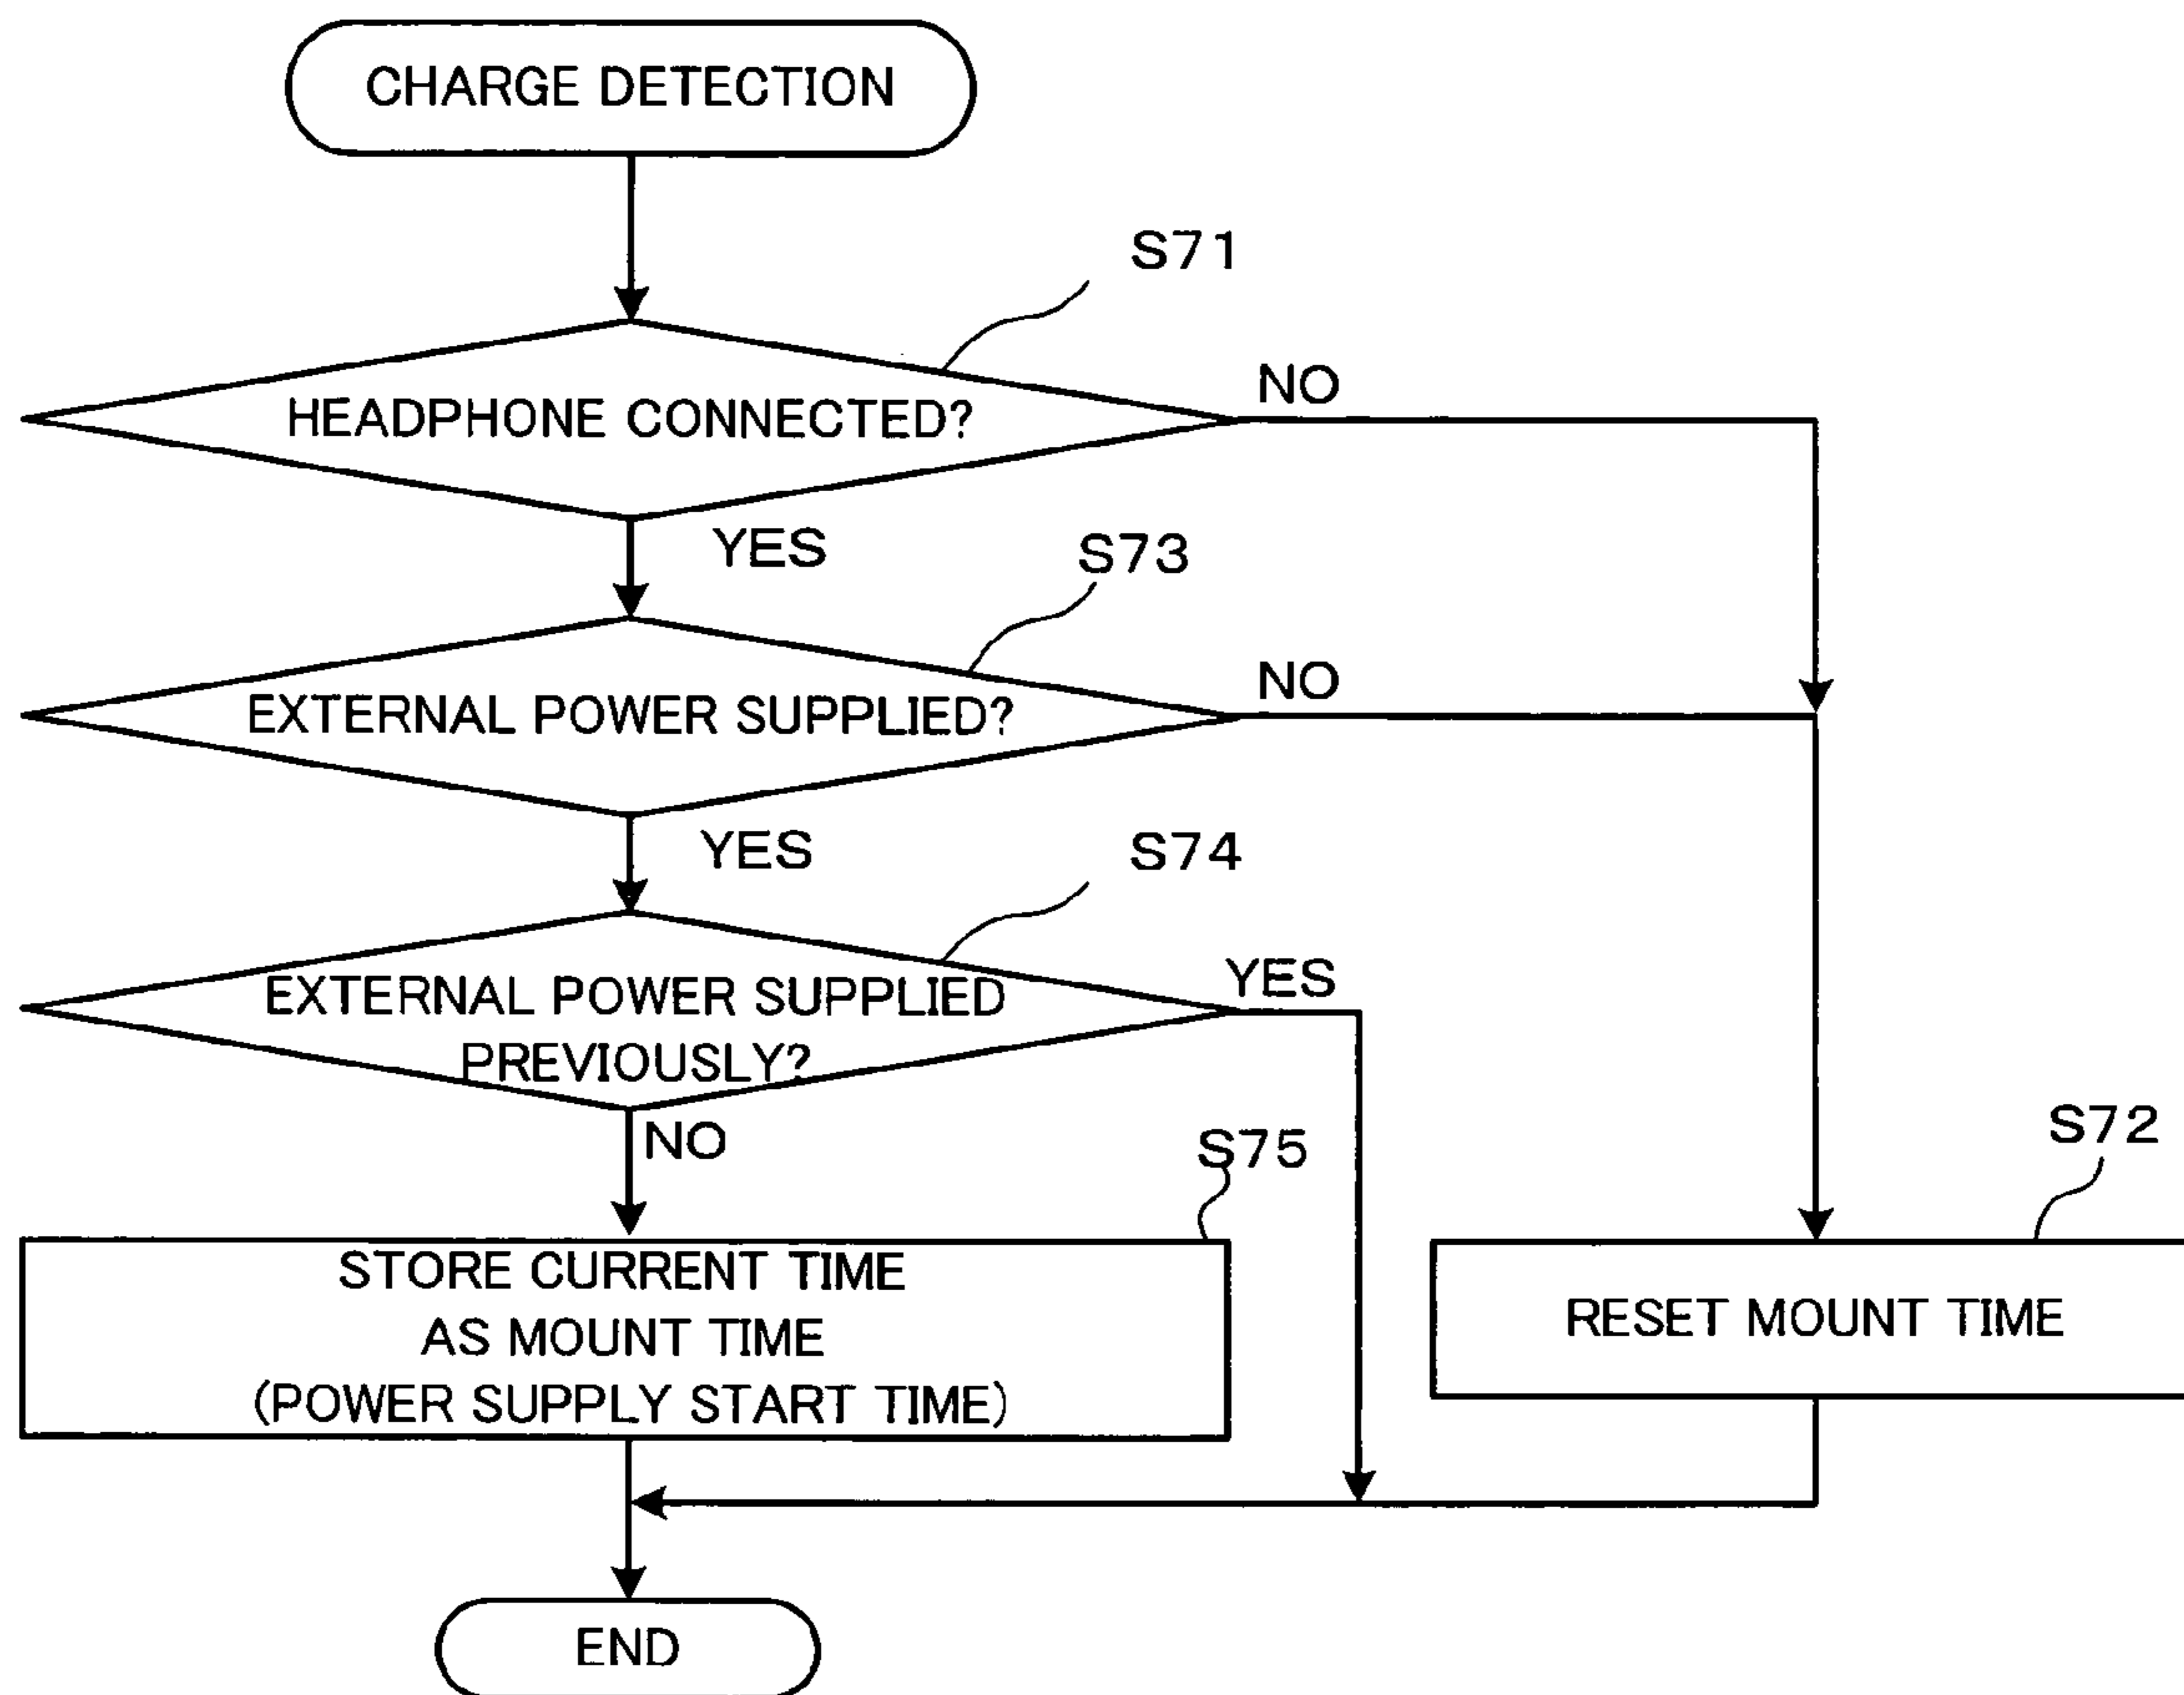 CHARGE DETECTION
S71
HEADPHONE CONNECTED?
NO
YES
S73
EXTERNAL POWER SUPPLIED?
NO
YES
S74
EXTERNAL POWER SUPPLIED
PREVIOUSLY?
YES
NO
S75
S72
STORE CURRENT TIME
AS MOUNT TIME
(POWER SUPPLY START TIME)
RESET MOUNT TIME
END